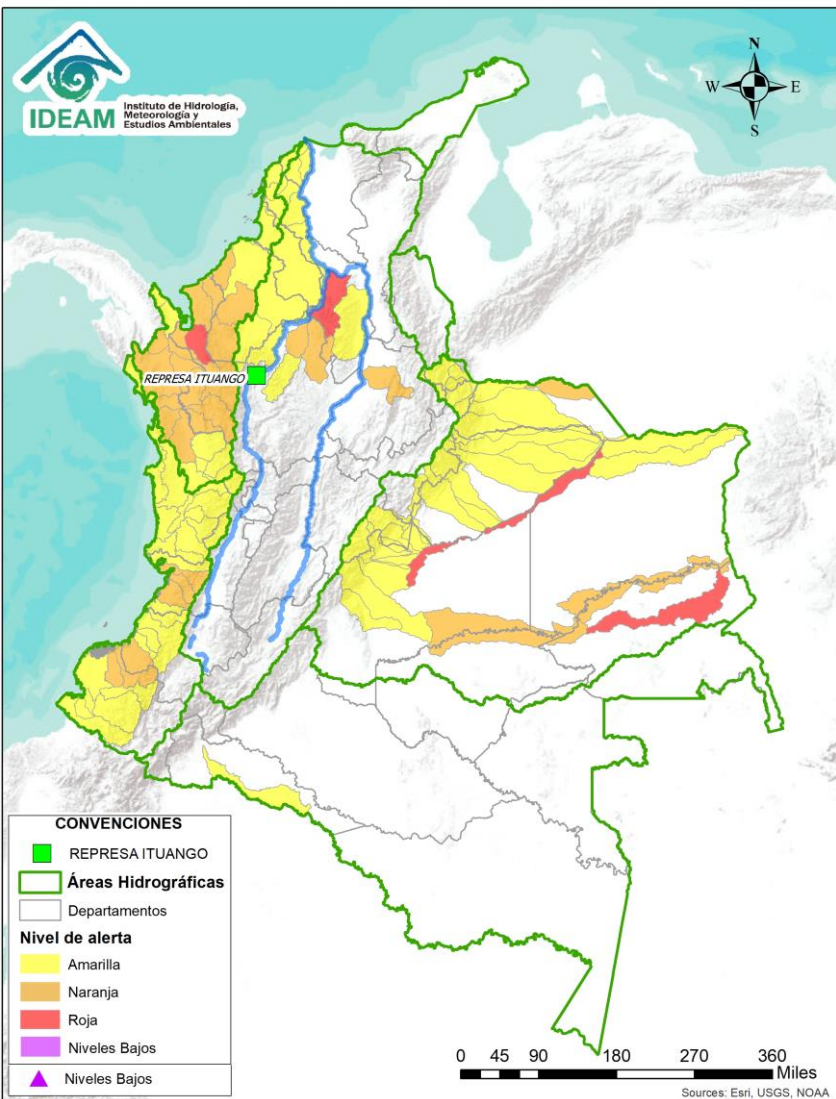 IDEAM
Instituto de Hidrología,
Meteorología y
Estudios Ambientales
N
W
E
S
REPRESA ITUANGO
CONVENCIONES
REPRESA ITUANGO
Áreas Hidrográficas
Departamentos
Nivel de alerta
Amarilla
Naranja
Roja
Niveles Bajos
Niveles Bajos
0 45 90 180 270 360
Miles
Sources: Esri, USGS, NOAA